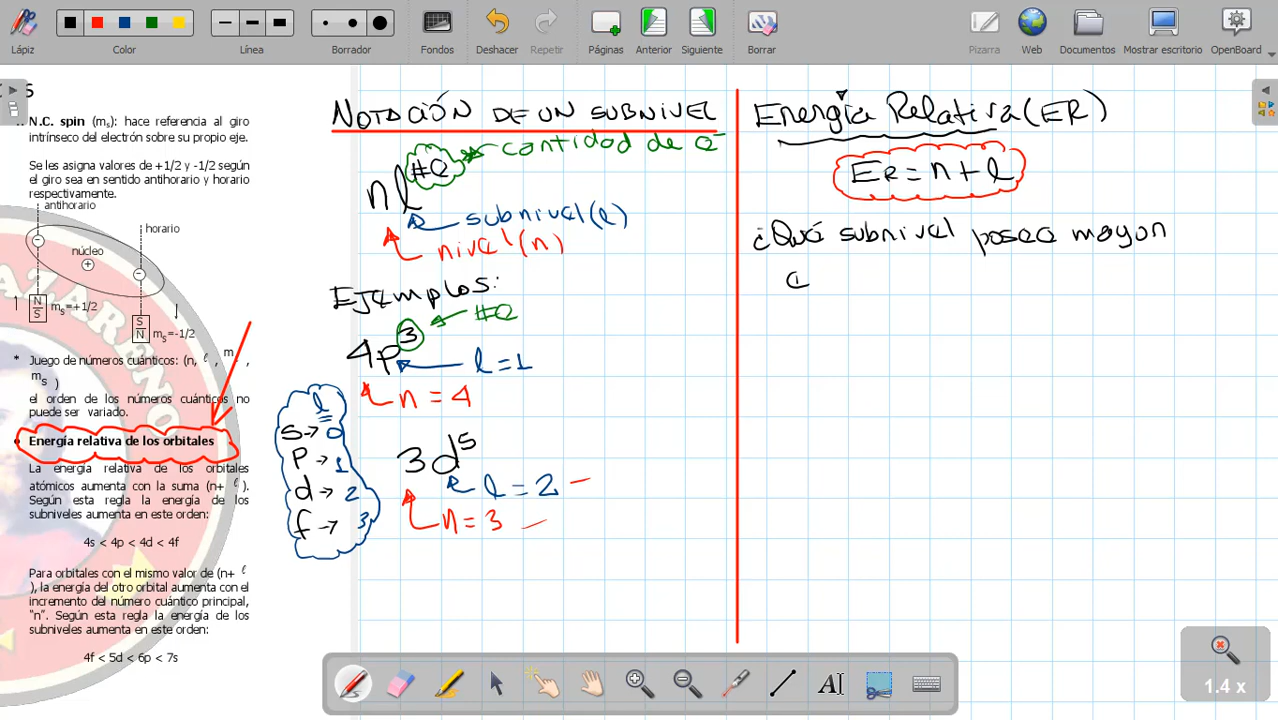 Lápiz
Color
Línea
Borrador
Fondos
Deshacer
Repetir
Páginas
Anterior
Siguiente
Borrar
Pizarra
Web
Documentos
Mostrar escritorio
OpenBoard
N.C. spin (ms): hace referencia al giro
intrínseco del electrón sobre su propio eje.
Se les asigna valores de +1/2 y -1/2 según
el giro sea en sentido antihorario y horario
respectivamente.
antihorario
horario
núcleo
N
S
ms=+1/2
S
N
ms=-1/2
* Juego de números cuánticos: (n, ℓ, m,
ms )
el orden de los números cuánticos no
puede ser variado.
• Energía relativa de los orbitales
La energía relativa de los orbitales
atómicos aumenta con la suma (n+ ℓ).
Según esta regla la energía de los
subniveles aumenta en este orden:
4s < 4p < 4d < 4f
Para orbitales con el mismo valor de (n+ ℓ
), la energía del otro orbital aumenta con el
incremento del número cuántico principal,
"n". Según esta regla la energía de los
subniveles aumenta en este orden:
4f < 5d < 6p < 7s
NOTACIÓN DE UN SUBNIVEL
cantidad de e-
nl#e
subnivel(l)
nivel(n)
Ejemplos:
4p3
#e
l=1
n=4
l
s→0
p→1
d→2
f→3
3d5
l=2
n=3
Energía Relativa(ER)
ER=n+l
¿Qué subnivel posee mayor
e
1.4 x